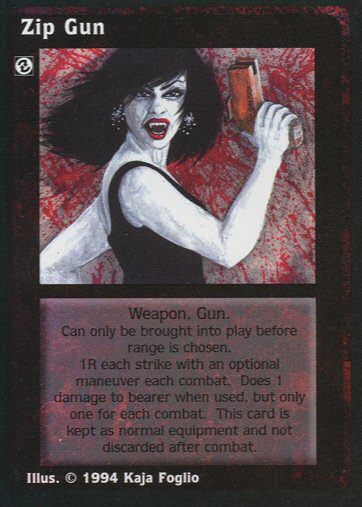 Zip Gun
Weapon, Gun.
Can only be brought into play before
range is chosen.
1R each strike with an optional
maneuver each combat. Does 1
damage to bearer when used, but only
one for each combat. This card is
kept as normal equipment and not
discarded after combat.
Illus. © 1994 Kaja Foglio